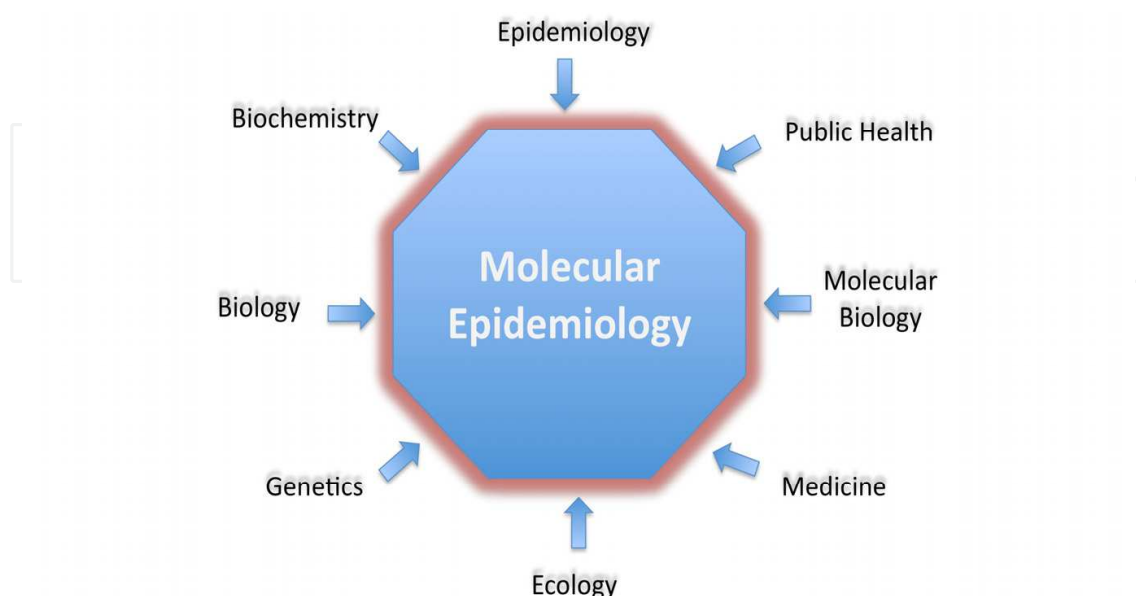 Epidemiology
Biochemistry
Public Health
Molecular
Epidemiology
Biology
Molecular
Biology
Genetics
Medicine
Ecology